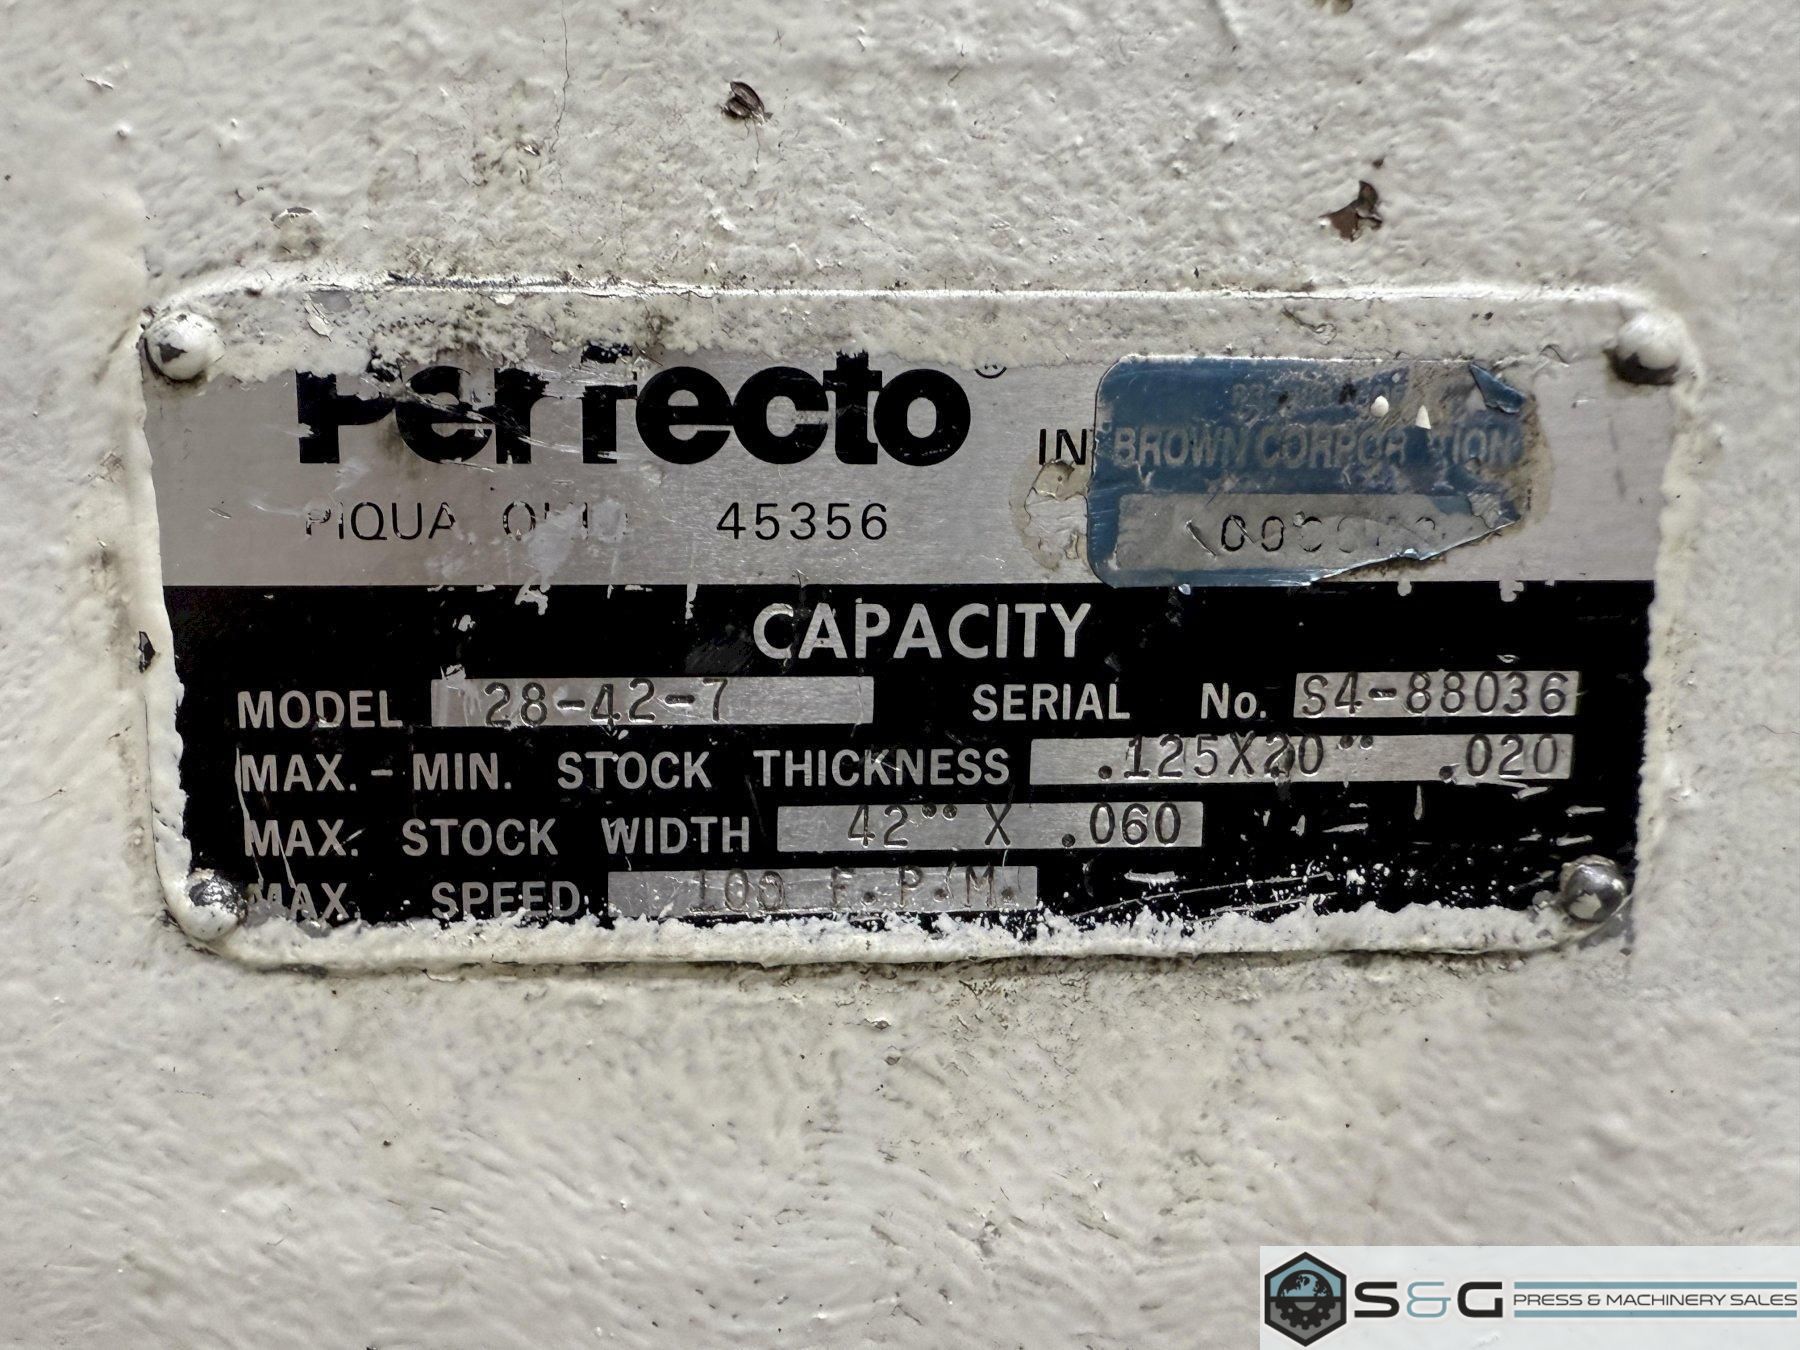 Perfecto®
IN
BROWN CORPORATION
PIQUA, OHIO 45356
CAPACITY
MODEL 28-42-7 SERIAL No. S4-88036
MAX.-MIN. STOCK THICKNESS .125X20" .020
MAX. STOCK WIDTH 42" X .060
MAX. SPEED 100 F.P.M.
S&G PRESS & MACHINERY SALES